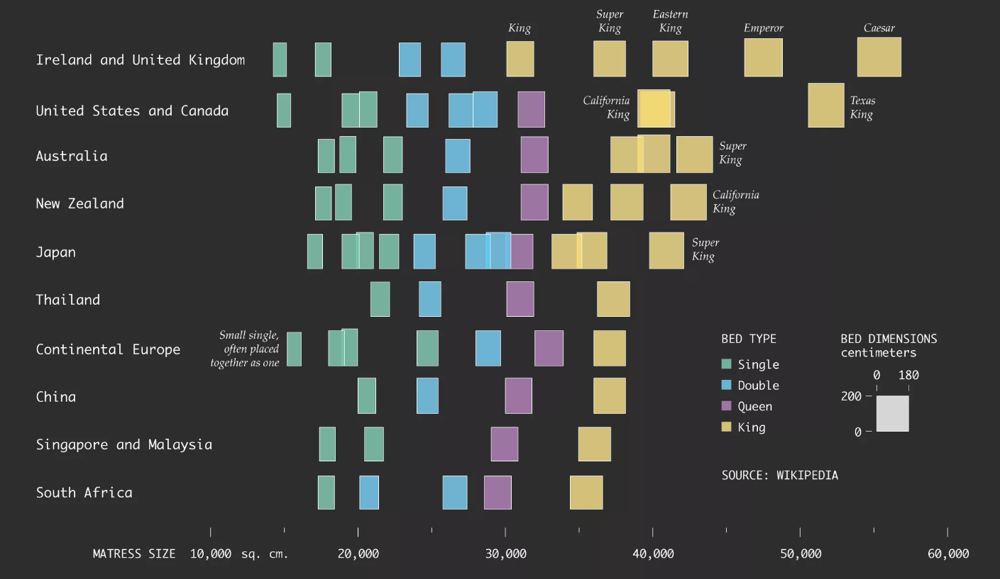 King
Super
King
Eastern
King
Emperor
Caesar
Ireland and United Kingdom
United States and Canada
California
King
Texas
King
Australia
Super
King
New Zealand
California
King
Japan
Super
King
Thailand
Continental Europe
Small single,
often placed
together as one
China
Singapore and Malaysia
South Africa
BED TYPE
Single
Double
Queen
King
BED DIMENSIONS
centimeters
0 180
200
0
SOURCE: WIKIPEDIA
MATRESS SIZE 10,000 sq. cm. 20,000 30,000 40,000 50,000 60,000